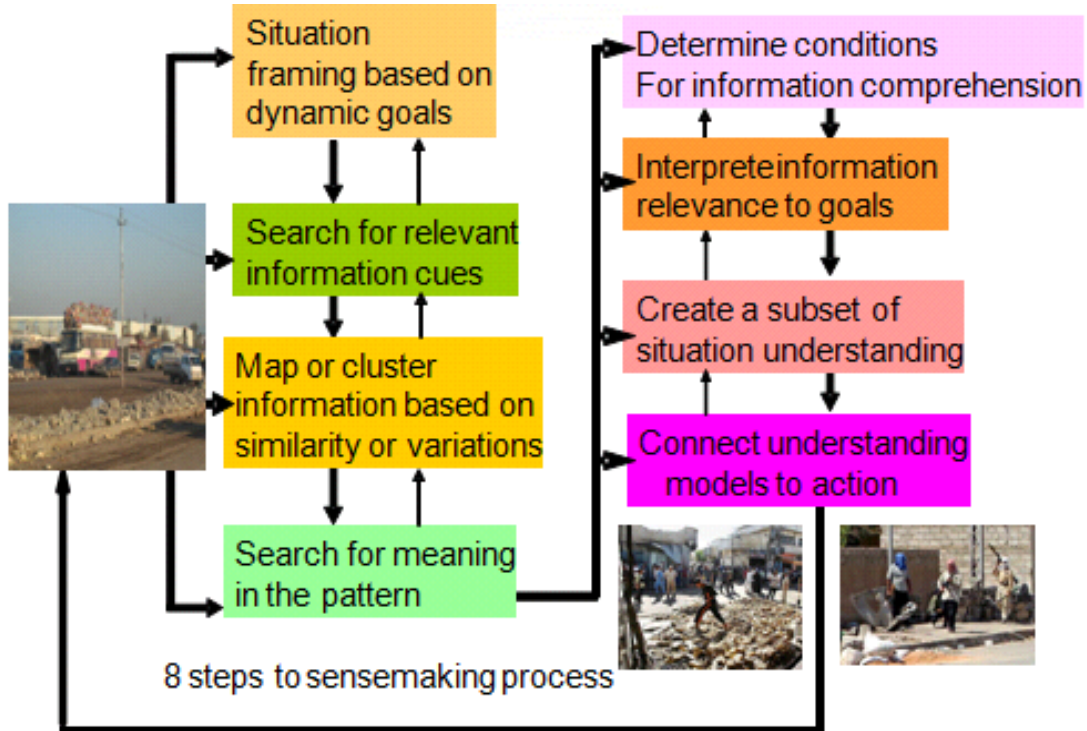 Situation
framing based on
dynamic goals
Search for relevant
information cues
Map or cluster
information based on
similarity or variations
Search for meaning
in the pattern
Determine conditions
For information comprehension
Interprete information
relevance to goals
Create a subset of
situation understanding
Connect understanding
models to action
8 steps to sensemaking process